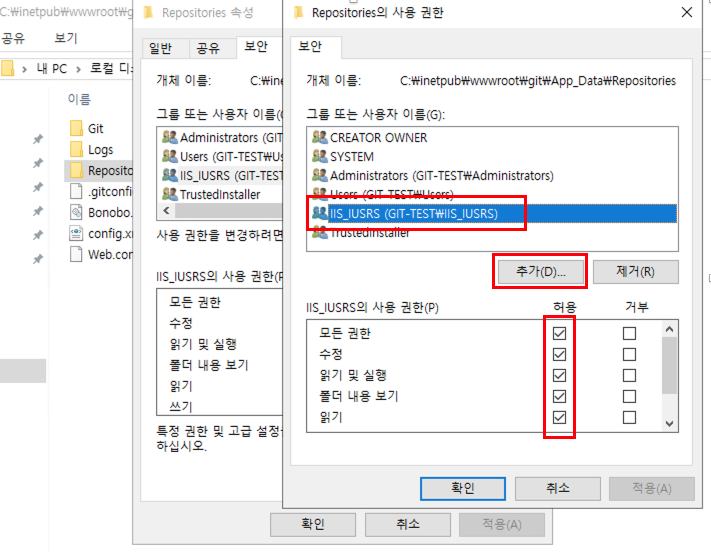 C:₩inetpub₩wwwroot₩git₩
공유
보기
내 PC
로컬 디스
이름
Git
Logs
Reposito
.gitconfi
Bonobo.
config.xm
Web.con
Repositories 속성
일반
공유
보안
개체 이름:
C:₩inetp
그룹 또는 사용자 이름(G):
Administrators (GIT-TEST
Users (GIT-TEST₩Us
IIS_IUSRS (GIT-TEST
TrustedInstaller
사용 권한을 변경하려면
IIS_IUSRS의 사용 권한(P
모든 권한
수정
읽기 및 실행
폴더 내용 보기
읽기
쓰기
특정 권한 및 고급 설정을
하십시오.
확인
취소
적용(A)
Repositories의 사용 권한
보안
개체 이름:
C:₩inetpub₩wwwroot₩git₩App_Data₩Repositories
그룹 또는 사용자 이름(G):
CREATOR OWNER
SYSTEM
Administrators (GIT-TEST₩Administrators)
Users (GIT-TEST₩Users)
IIS_IUSRS (GIT-TEST₩IIS_IUSRS)
TrustedInstaller
추가(D)...
제거(R)
IIS_IUSRS의 사용 권한(P)
허용
거부
모든 권한
수정
읽기 및 실행
폴더 내용 보기
읽기
확인
취소
적용(A)